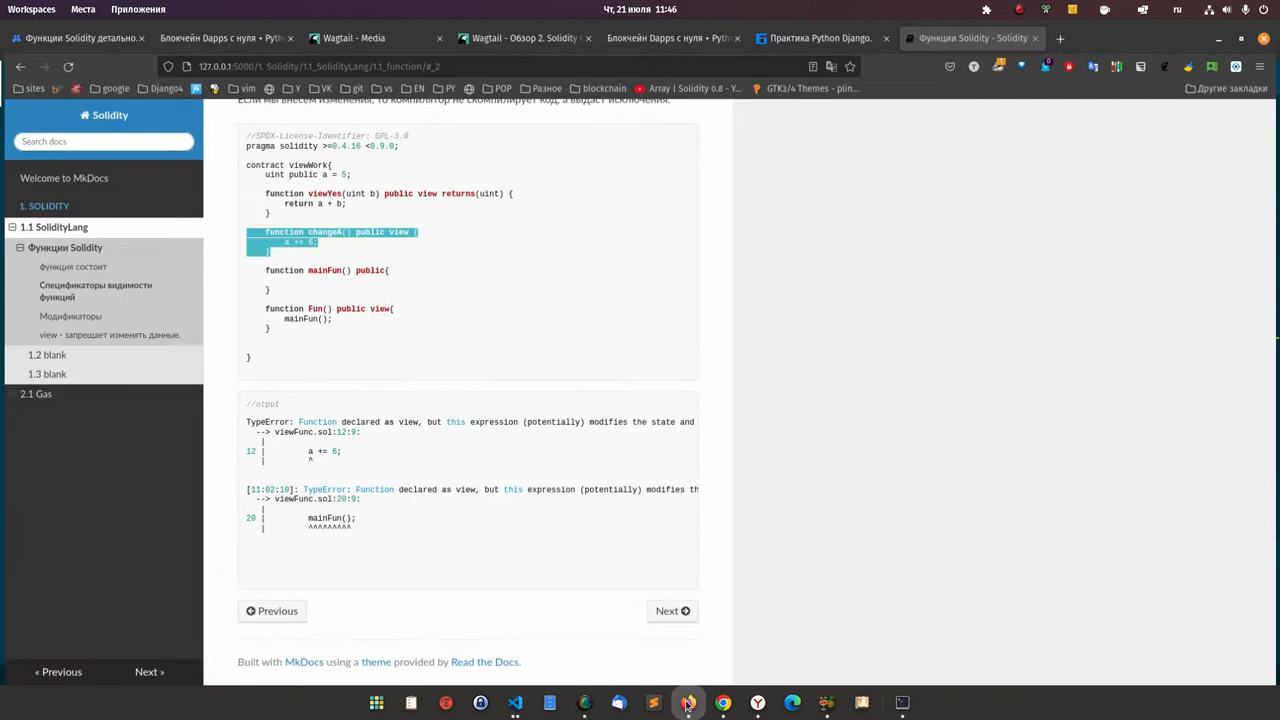 Workspaces Места Приложения Чт, 21 июля 11:46 ru
Функции Solidity детально. Блокчейн Dapps с нуля + Python Wagtail - Media Wagtail - Обзор 2. Solidity Блокчейн Dapps с нуля + Python Практика Python Django. Функции Solidity - Solidity
127.0.0.1:5000/1. Solidity/1.1_SolidityLang/1.1_function/#_2
sites google Django4 vim Y VK git vs EN PY POP Разное blockchain Array | Solidity 0.8 - Y... GTK3/4 Themes - plin... Другие закладки
Solidity
Search docs
Welcome to MkDocs
1. SOLIDITY
1.1 SolidityLang
Функции Solidity
функция состоит
Спецификаторы видимости
функций
Модификаторы
view - запрещает изменять данные.
1.2 blank
1.3 blank
2.1 Gas
« Previous Next »
Если мы внесем изменения, то компилятор не скомпилирует код, а выдаст исключения.
//SPDX-License-Identifier: GPL-3.0
pragma solidity >=0.4.16 <0.9.0;
contract viewWork{
uint public a = 5;
function viewYes(uint b) public view returns(uint) {
return a + b;
}
function changeA() public view {
a += 6;
}
function mainFun() public{
}
function Fun() public view{
mainFun();
}
}
//otput
TypeError: Function declared as view, but this expression (potentially) modifies the state and
--> viewFunc.sol:12:9:
|
12 | a += 6;
| ^
[11:02:10]: TypeError: Function declared as view, but this expression (potentially) modifies th
--> viewFunc.sol:20:9:
|
20 | mainFun();
| ^^^^^^^^^
Previous Next
Built with MkDocs using a theme provided by Read the Docs.